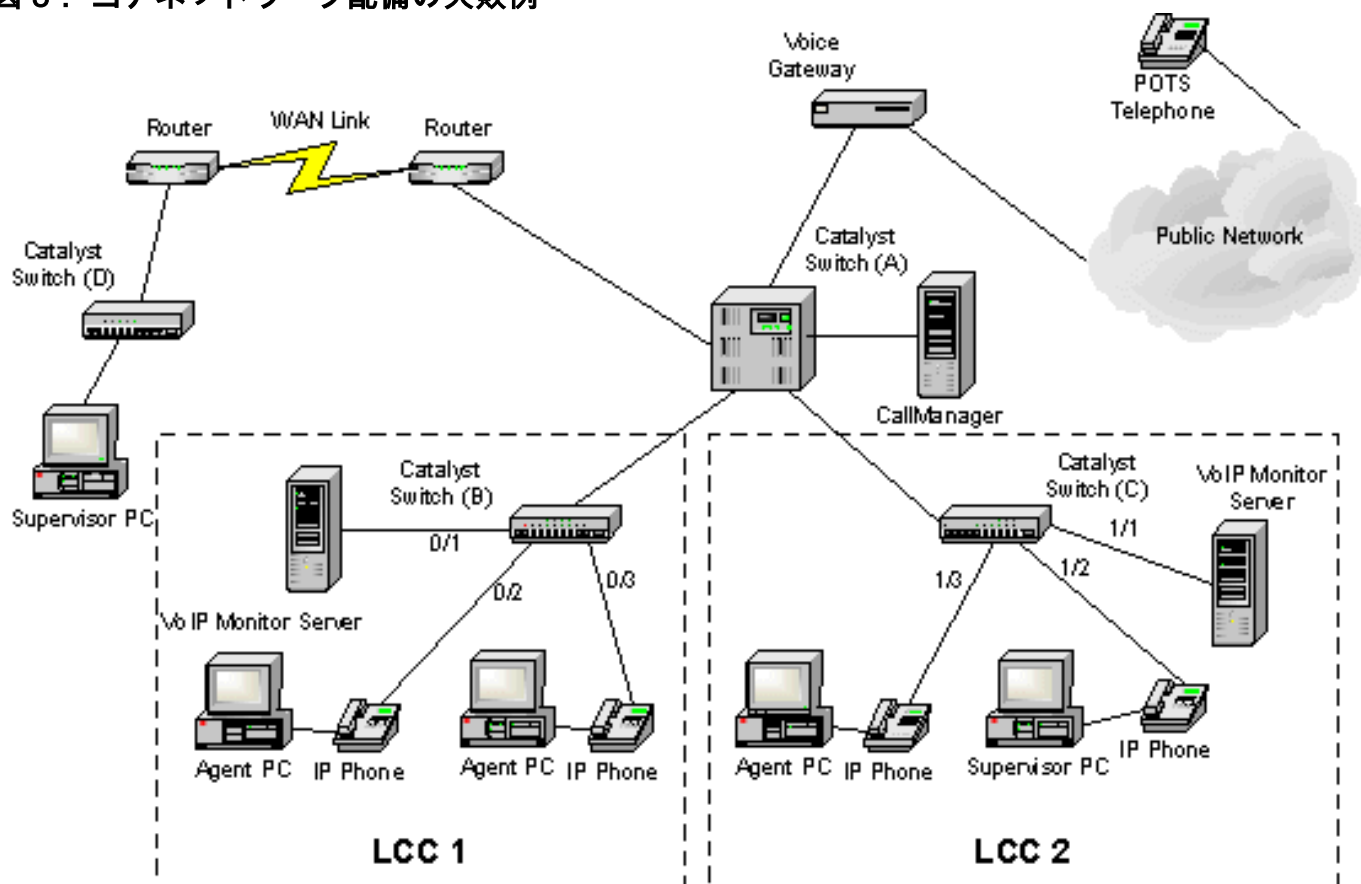 Voice
Gateway
POTS
Telephone
Router
WAN Link
Router
Public Network
Catalyst
Switch (A)
Catalyst
Switch (D)
CallManager
Supervisor PC
Catalyst
Switch (B)
0/1
0/2
0/3
VoIP Monitor Server
Agent PC
IP Phone
Agent PC
IP Phone
LCC 1
Catalyst
Switch (C)
VoIP Monitor
Server
1/1
1/2
1/3
Agent PC
IP Phone
Supervisor PC
IP Phone
LCC 2